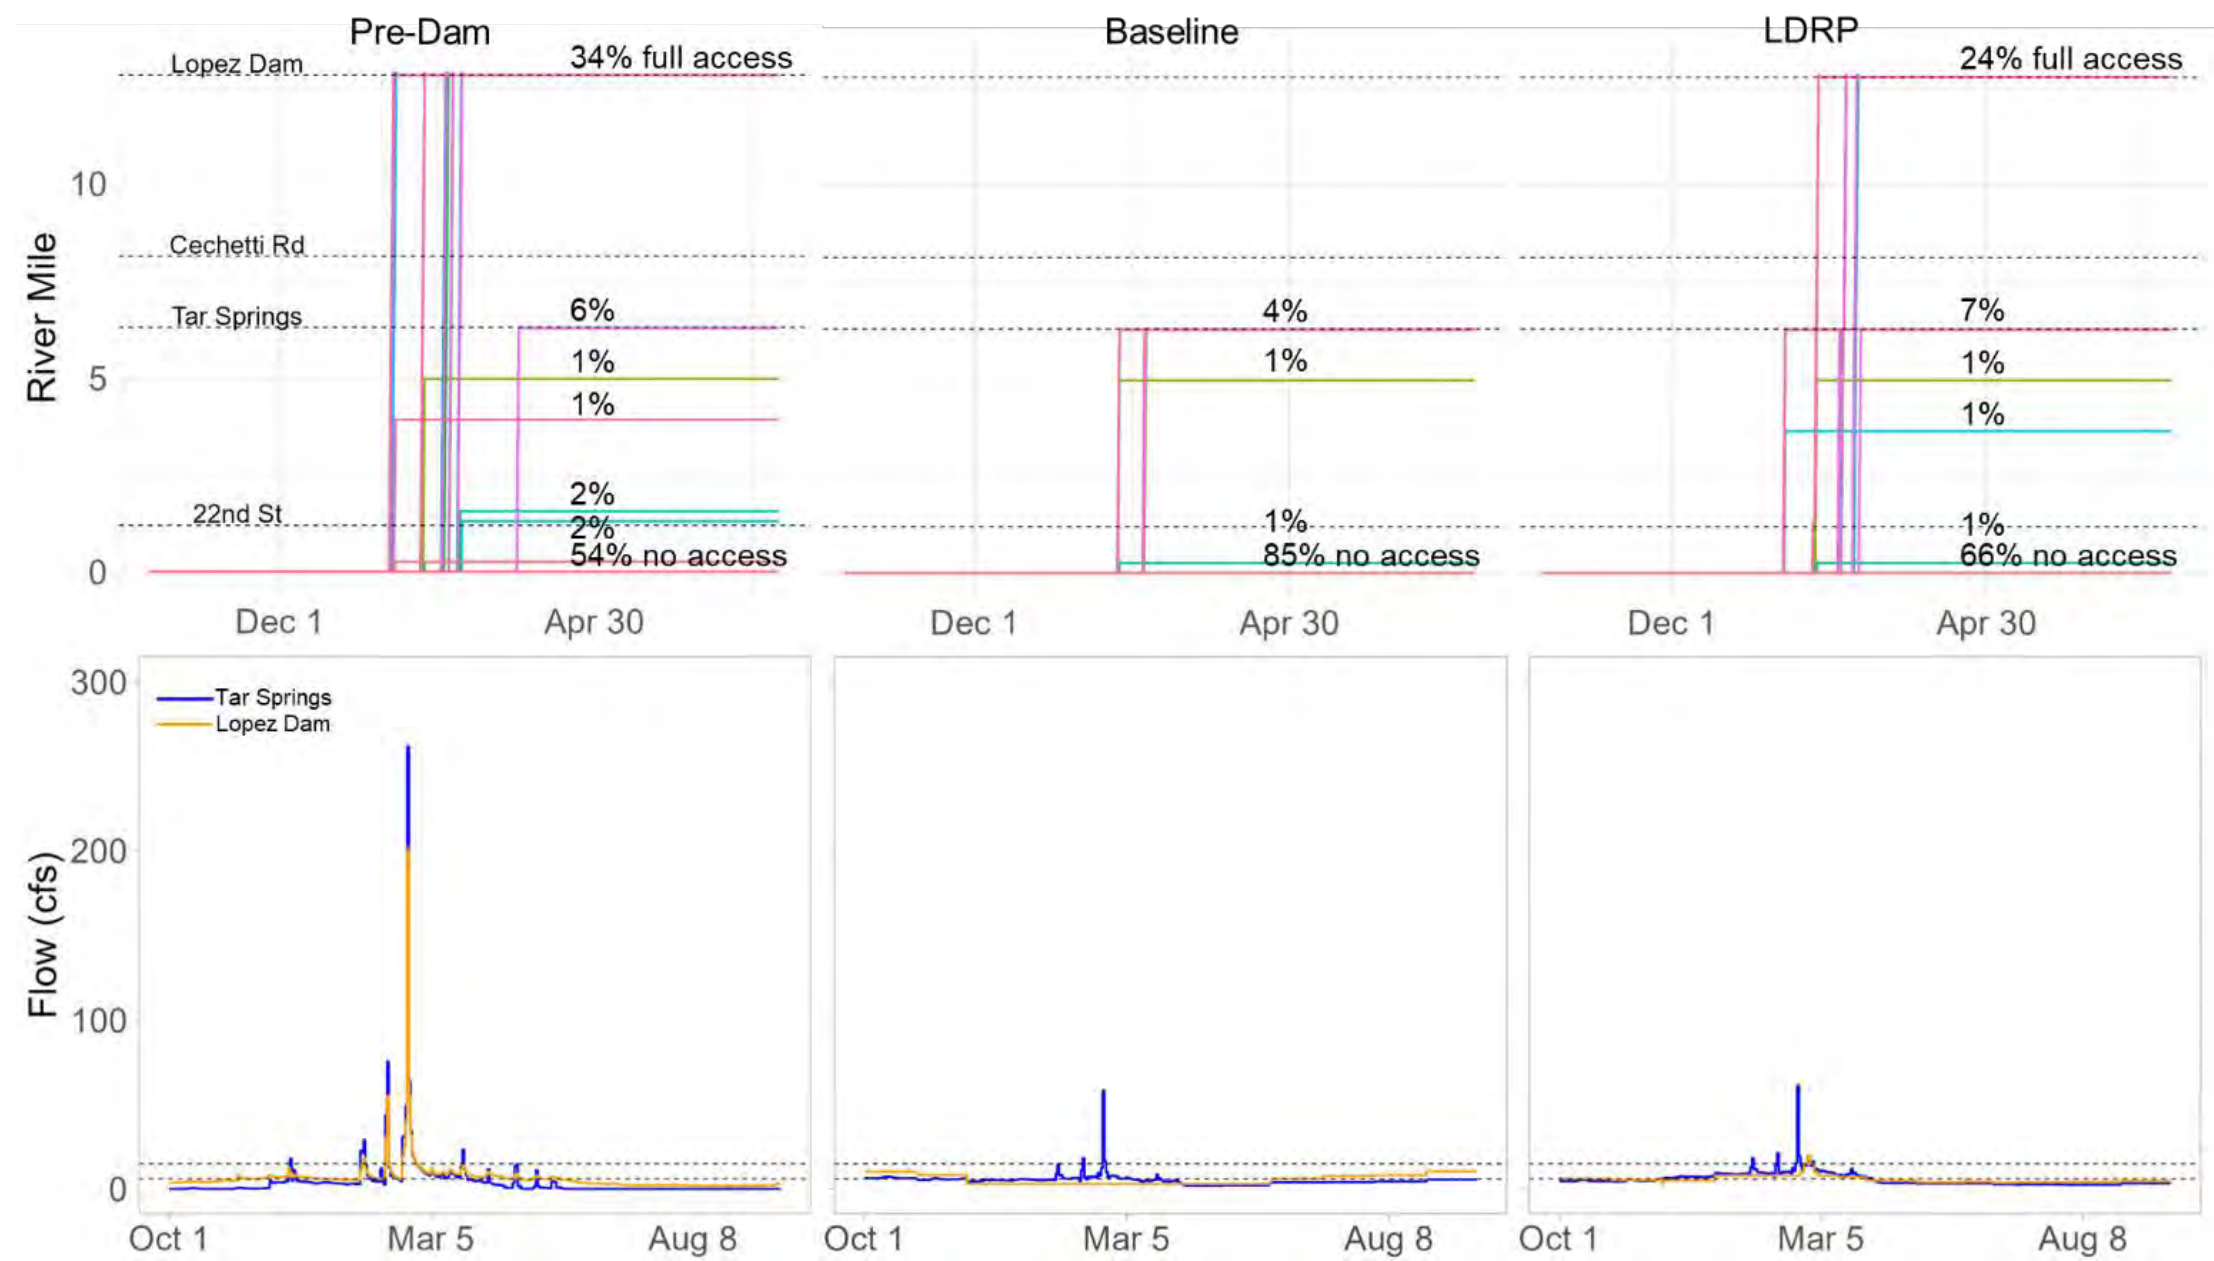 Pre-Dam Baseline LDRP
Lopez Dam 34% full access 24% full access
10
Cechetti Rd
Tar Springs 6% 4% 7%
5 1% 1% 1%
1% 1%
2%
22nd St 2% 1% 1%
0 54% no access 85% no access 66% no access
River Mile
Dec 1 Apr 30 Dec 1 Apr 30 Dec 1 Apr 30
300
Tar Springs
Lopez Dam
200
100
0
Flow (cfs)
Oct 1 Mar 5 Aug 8 Oct 1 Mar 5 Aug 8 Oct 1 Mar 5 Aug 8